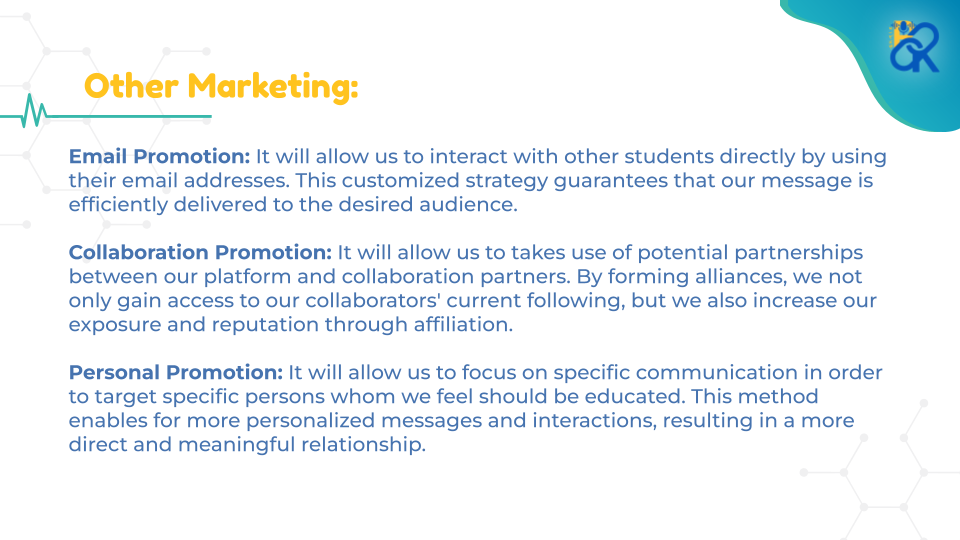 Other Marketing:
Email Promotion: It will allow us to interact with other students directly by using
their email addresses. This customized strategy guarantees that our message is
efficiently delivered to the desired audience.
Collaboration Promotion: It will allow us to takes use of potential partnerships
between our platform and collaboration partners. By forming alliances, we not
only gain access to our collaborators' current following, but we also increase our
exposure and reputation through affiliation.
Personal Promotion: It will allow us to focus on specific communication in order
to target specific persons whom we feel should be educated. This method
enables for more personalized messages and interactions, resulting in a more
direct and meaningful relationship.